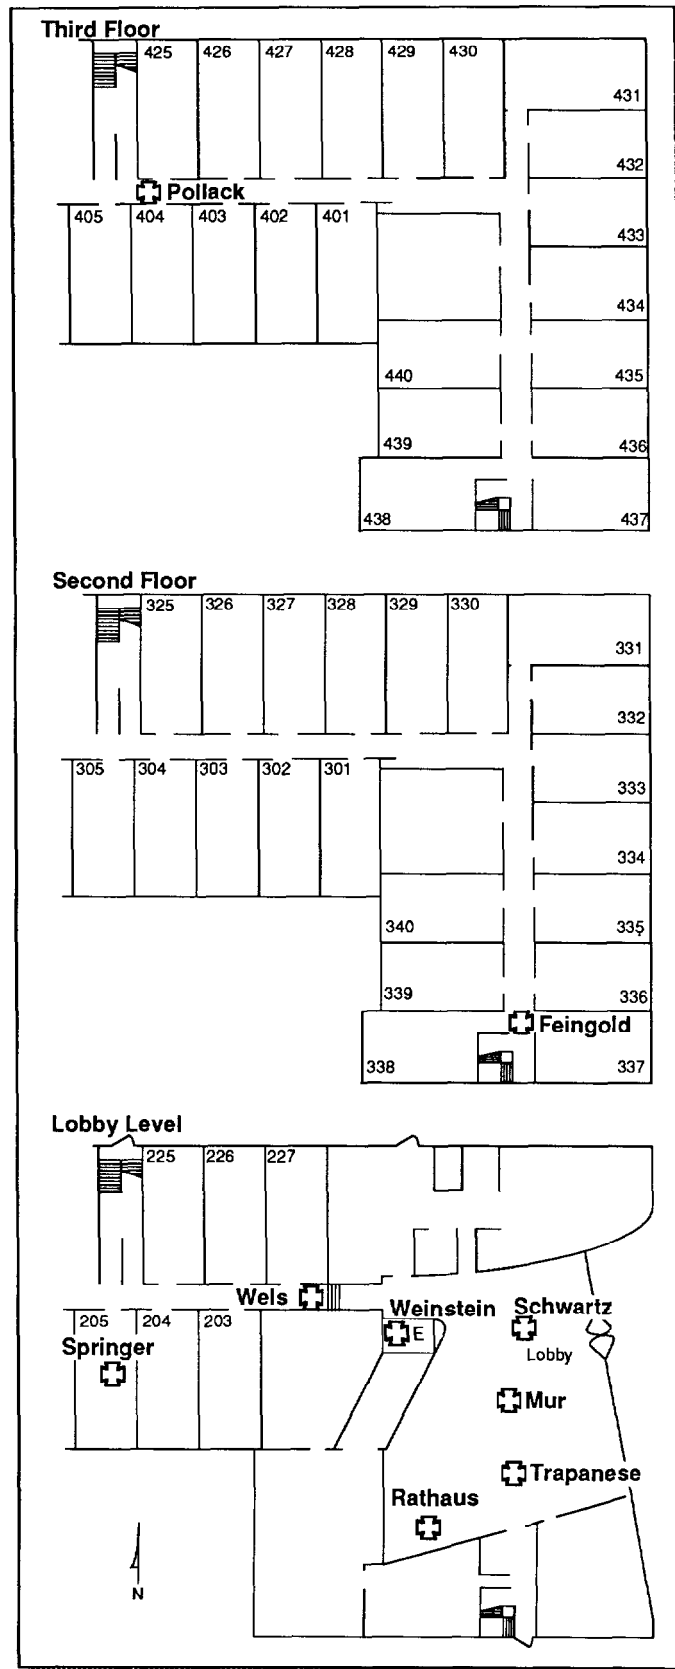 Third Floor
425 426 427 428 429 430
431
432
Pollack
405 404 403 402 401
433
434
440 435
439 436
438 437
Second Floor
325 326 327 328 329 330
331
332
305 304 303 302 301
333
334
340 335
339 336
Feingold
338 337
Lobby Level
225 226 227
Wels
Weinstein Schwartz
205 204 203
E
Springer
Lobby
Mur
Trapanese
Rathaus
N